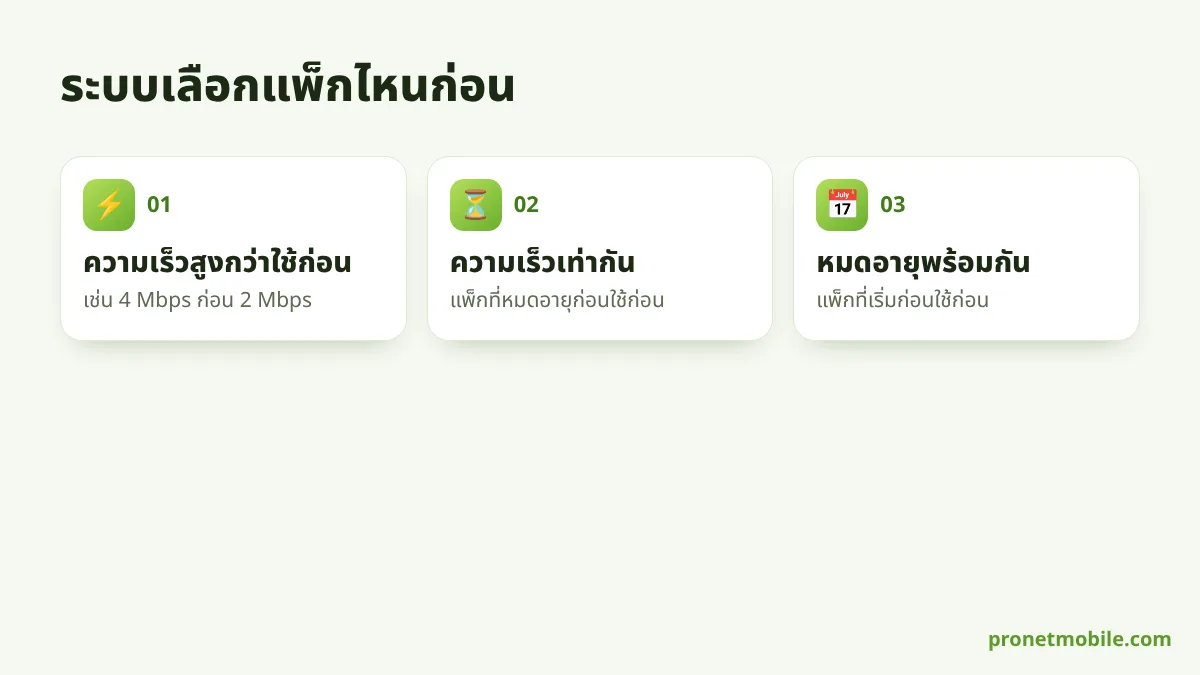 ระบบเลือกแพ็กไหนก่อน
01
ความเร็วสูงกว่าใช้ก่อน
เช่น 4 Mbps ก่อน 2 Mbps
02
ความเร็วเท่ากัน
แพ็กที่หมดอายุก่อนใช้ก่อน
July
17
03
หมดอายุพร้อมกัน
แพ็กที่เริ่มก่อนใช้ก่อน
pronetmobile.com